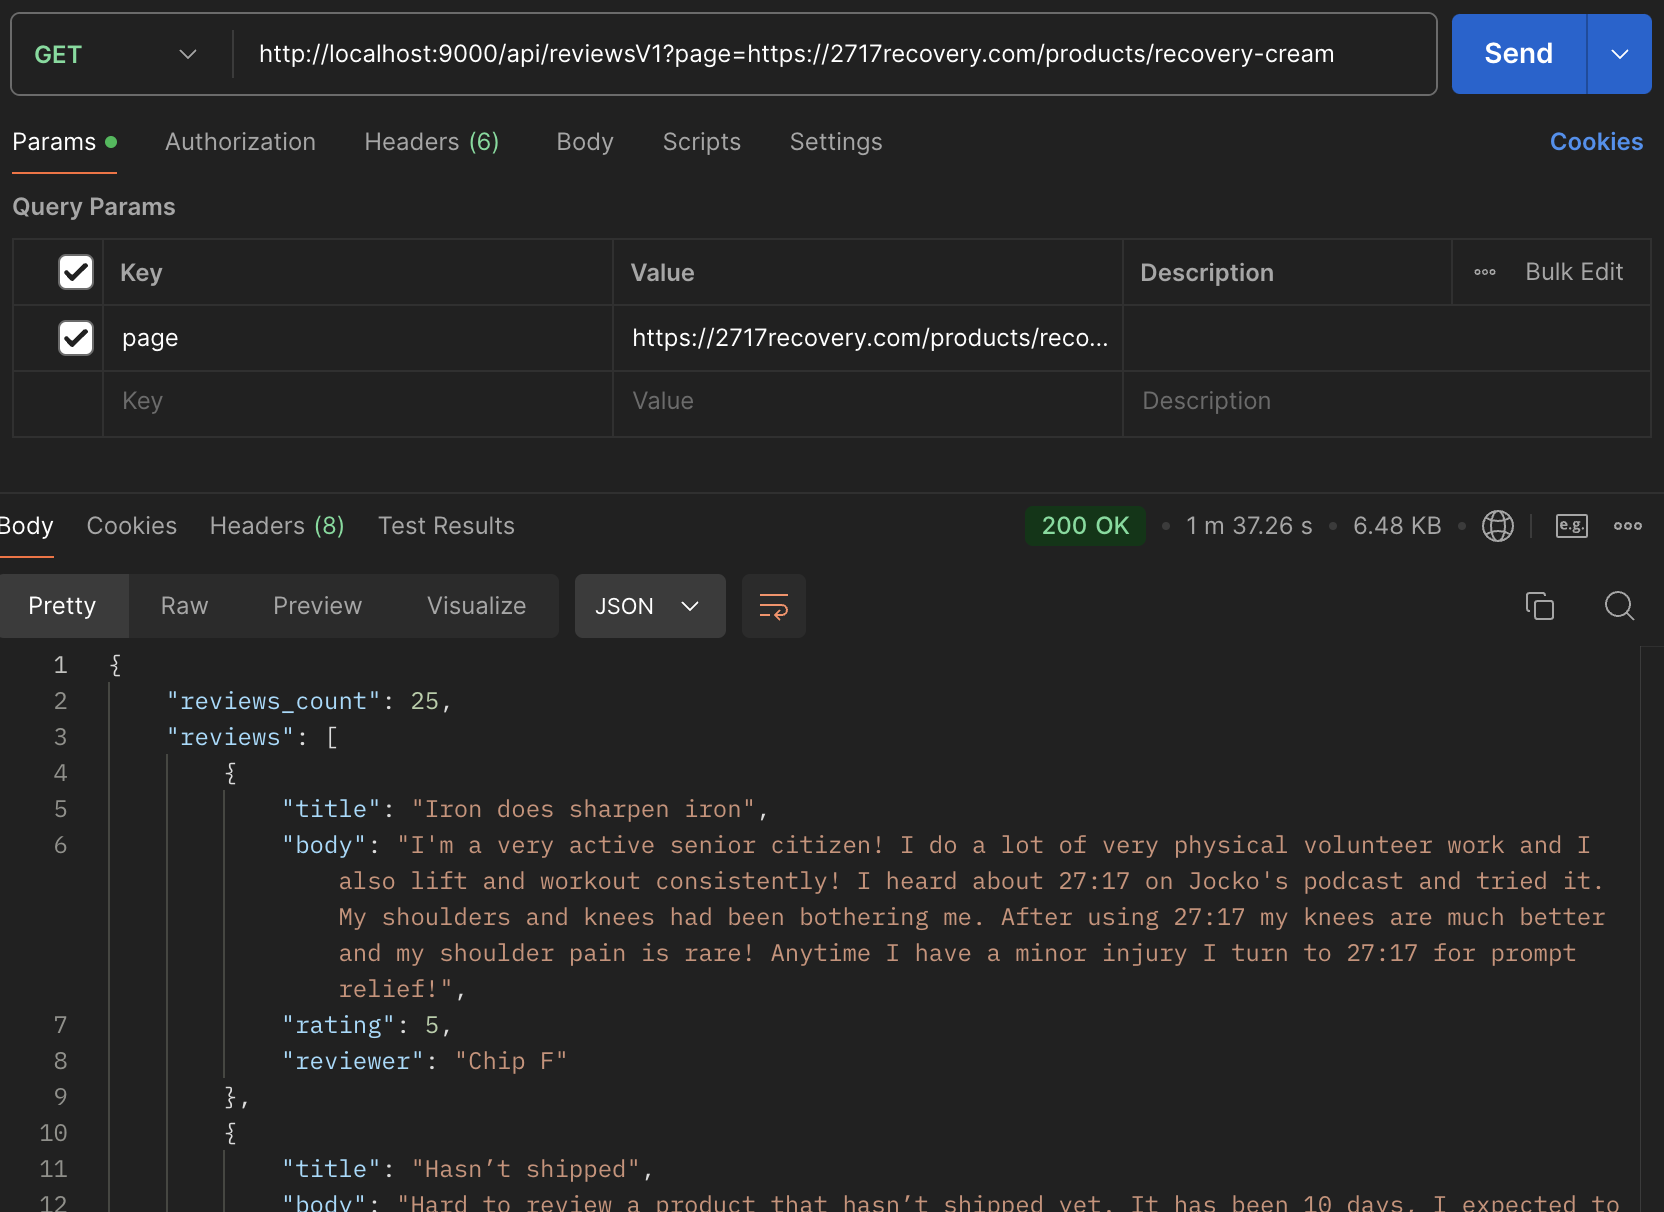 GET http://localhost:9000/api/reviewsV1?page=https://2717recovery.com/products/recovery-cream Send
Params Authorization Headers (6) Body Scripts Settings Cookies
Query Params
Key Value Description Bulk Edit
page https://2717recovery.com/products/reco...
Key Value Description
Body Cookies Headers (8) Test Results 200 OK • 1 m 37.26 s • 6.48 KB • e.g.
Pretty Raw Preview Visualize JSON
1 {
2 "reviews_count": 25,
3 "reviews": [
4 {
5 "title": "Iron does sharpen iron",
6 "body": "I'm a very active senior citizen! I do a lot of very physical volunteer work and I
also lift and workout consistently! I heard about 27:17 on Jocko's podcast and tried it.
My shoulders and knees had been bothering me. After using 27:17 my knees are much better
and my shoulder pain is rare! Anytime I have a minor injury I turn to 27:17 for prompt
relief!",
7 "rating": 5,
8 "reviewer": "Chip F"
9 },
10 {
11 "title": "Hasn’t shipped",
12 "body": "Hard to review a product that hasn’t shipped yet. It has been 10 days, I expected to